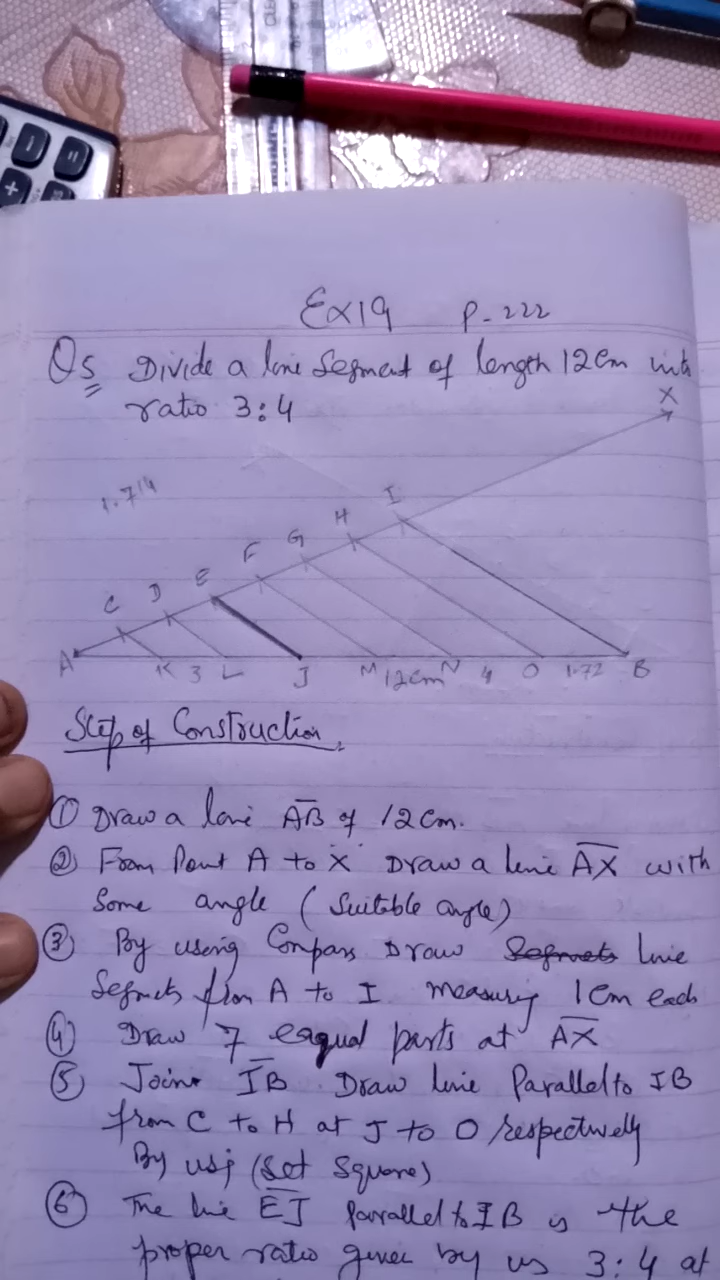 Ex19 P-222
Q5 Divide a line Segment of length 12cm into
ratio 3:4
X
1.714
I
H
G
F
E
D
C
A K 3 L J M 12cm N 4 O 1.72 B
Step of Construction.
① Draw a line AB of 12cm.
② From Point A to X Draw a line AX with
Some angle (Suitable angle)
③ By using Compass Draw Segmets line
Segmets from A to I measuring 1cm each
④ Draw 7 eaqual parts at AX
⑤ Join IB. Draw line Parallel to IB
from C to H at J to O respectively
By usj (Set Square)
⑥ The line EJ parallel to IB is the
proper ratio given by us 3:4 at